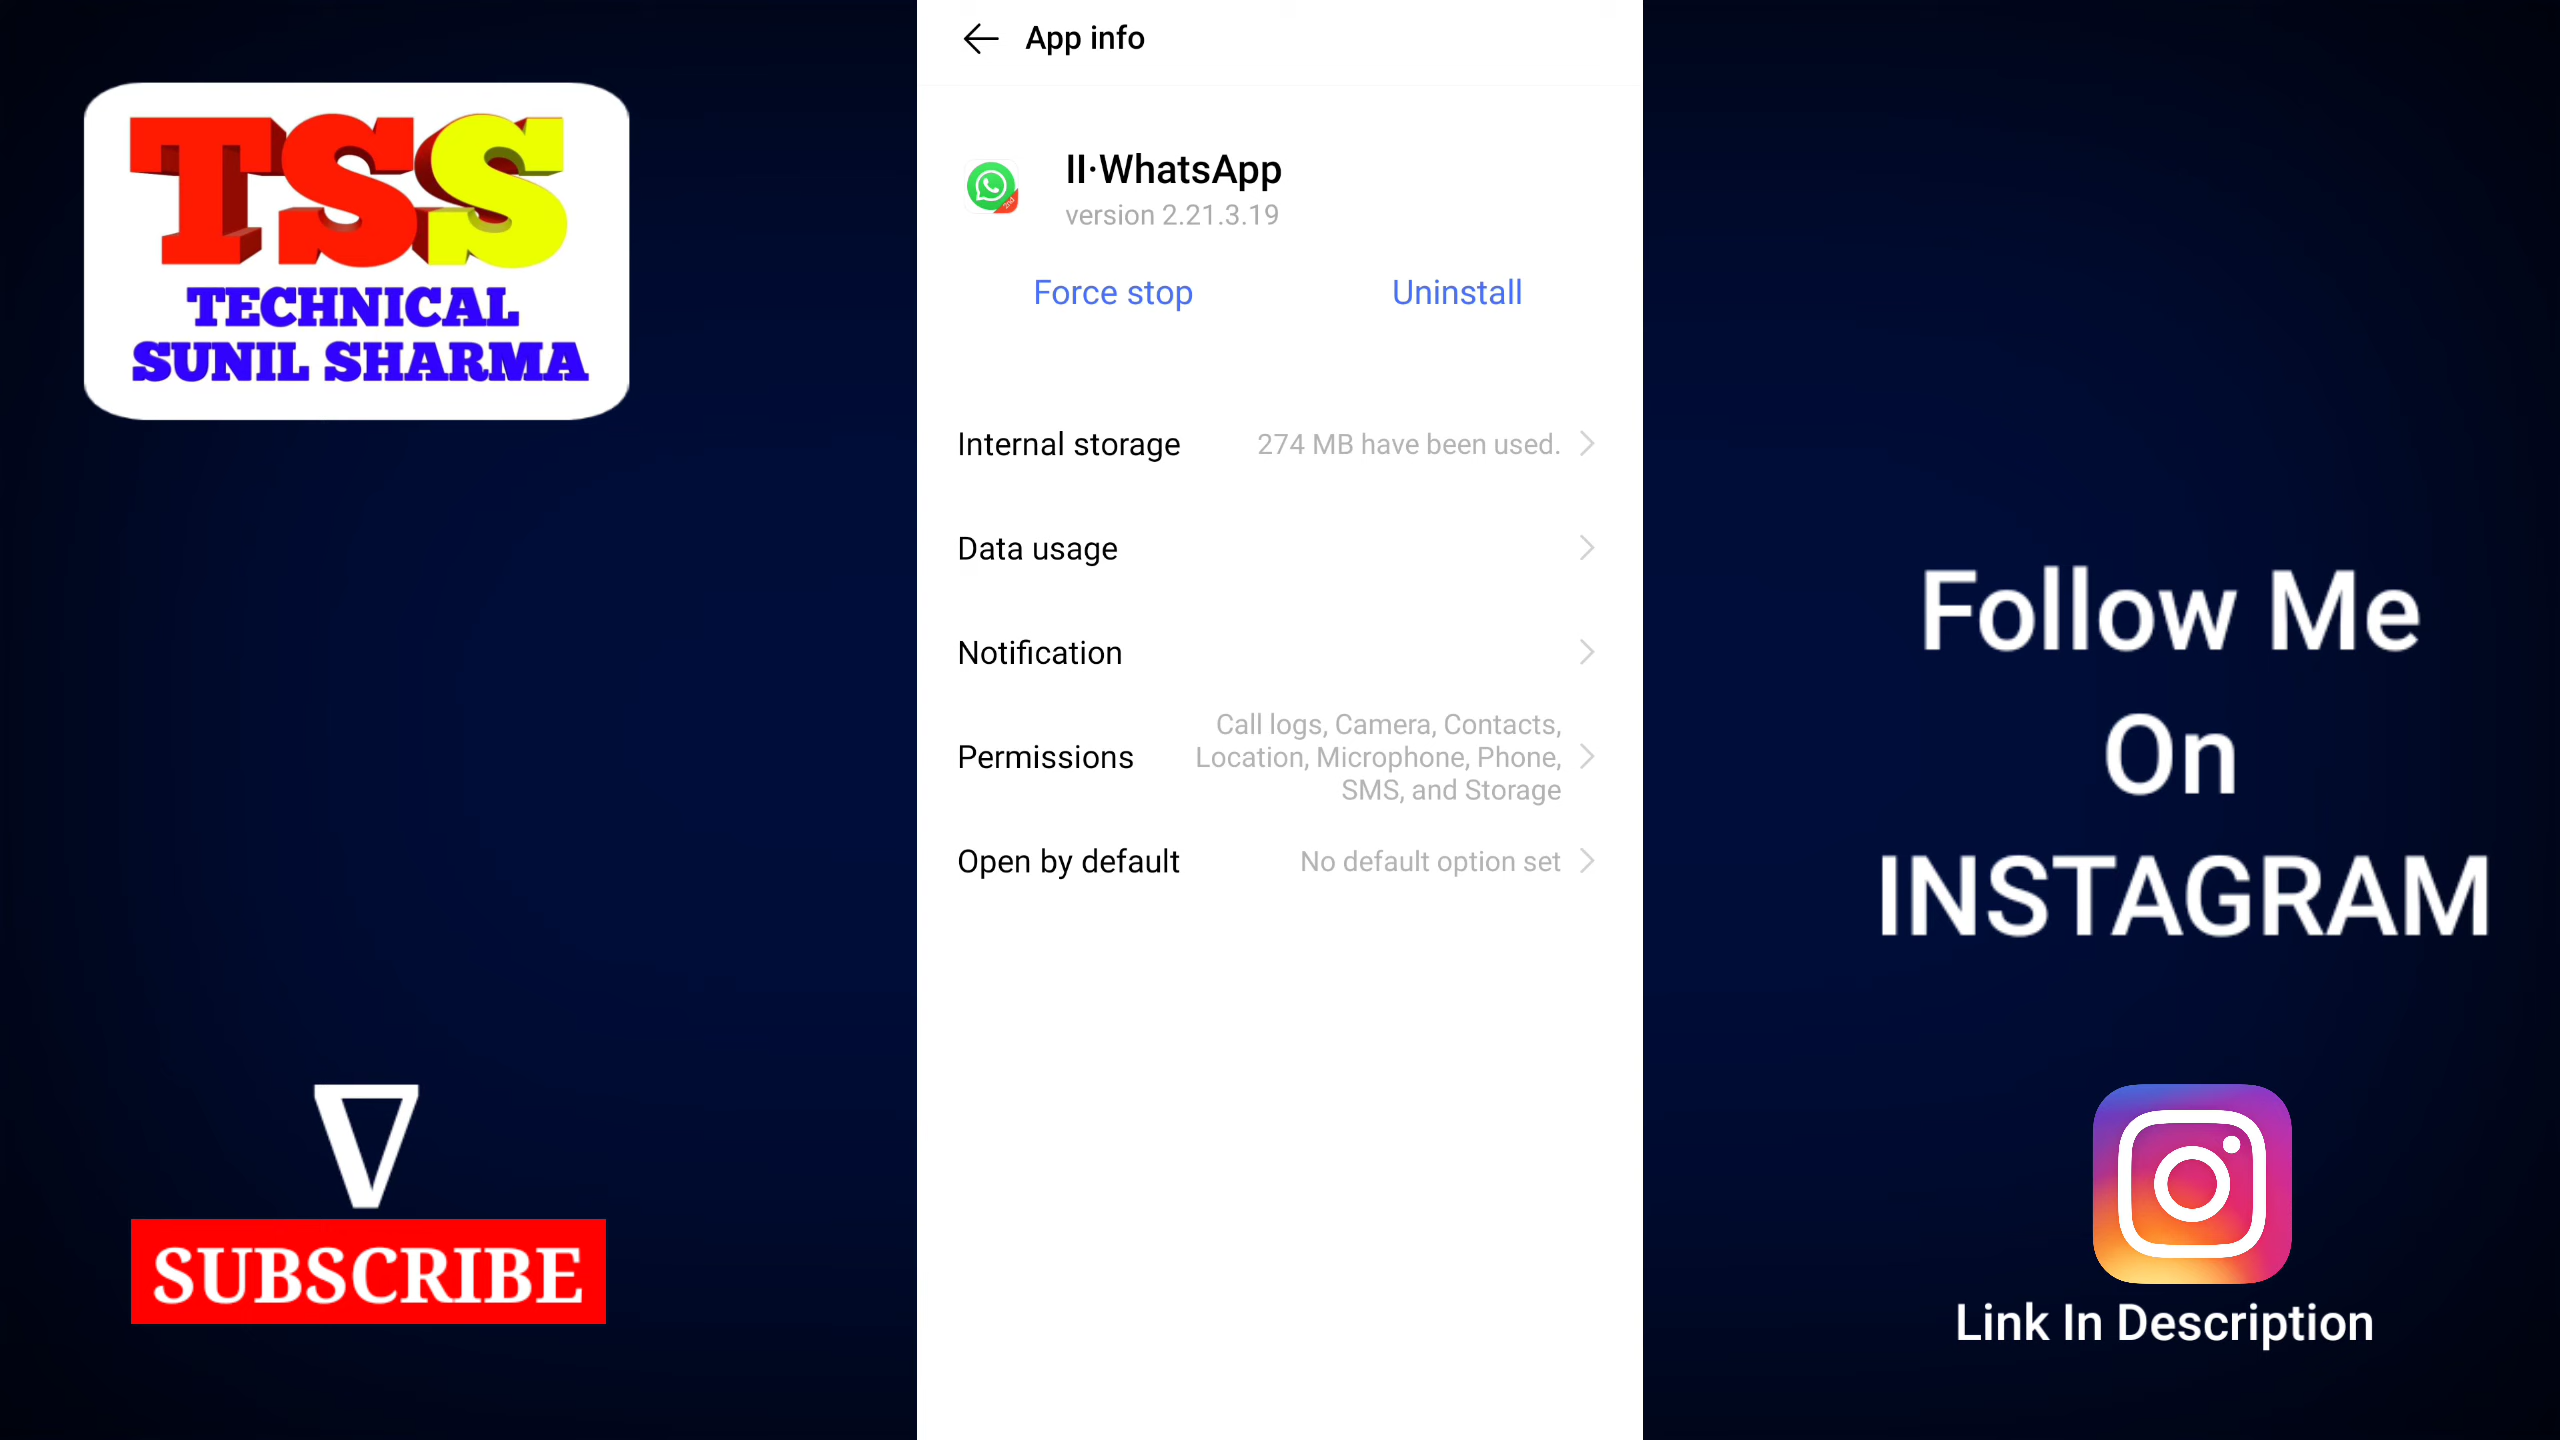 TSS
TECHNICAL
SUNIL SHARMA
SUBSCRIBE
App info
II·WhatsApp
2nd
version 2.21.3.19
Force stop Uninstall
Internal storage 274 MB have been used.
Data usage
Notification
Permissions Call logs, Camera, Contacts,
Location, Microphone, Phone,
SMS, and Storage
Open by default No default option set
Follow Me
On
INSTAGRAM
Link In Description